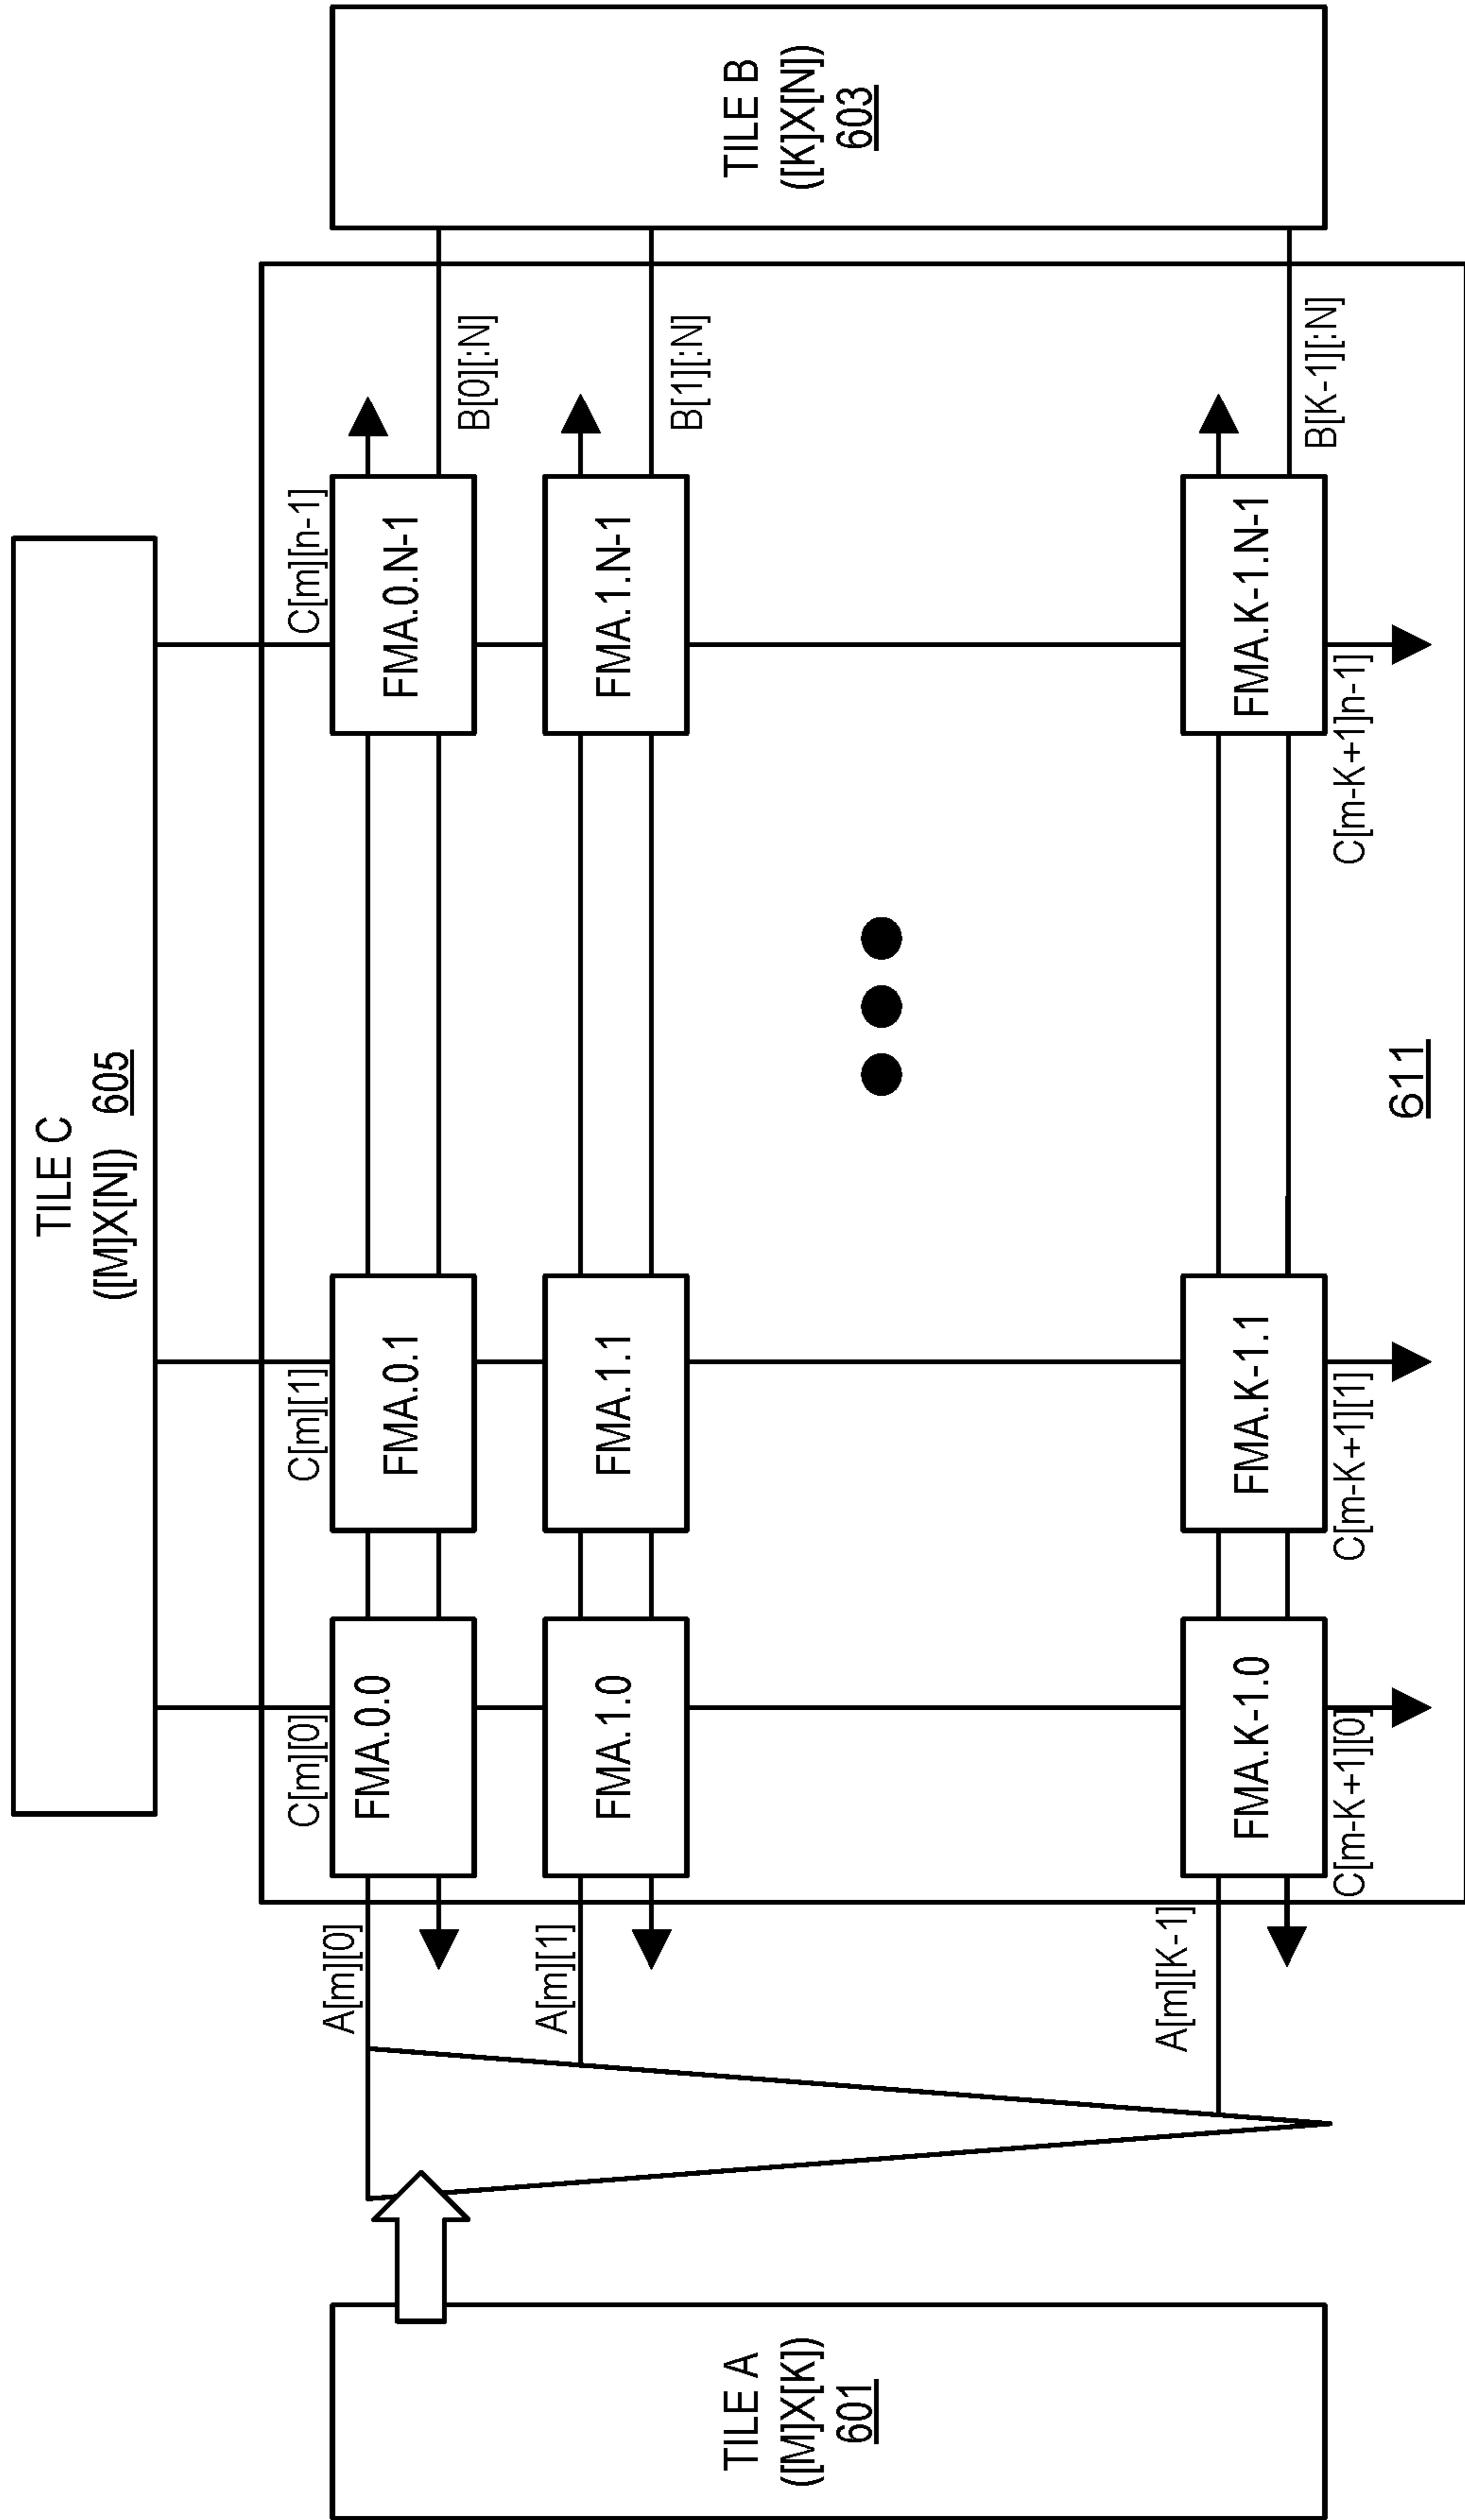 TILE C
([M]X[N]) 605
C[m][0]
C[m][1]
C[m][n-1]
A[m][0]
FMA.0.0
FMA.0.1
FMA.0.N-1
B[0][:N]
A[m][1]
FMA.1.0
FMA.1.1
FMA.1.N-1
B[1][:N]
TILE A
([M]X[K])
601
TILE B
([K]X[N])
603
A[m][K-1]
FMA.K-1.0
FMA.K-1.1
FMA.K-1.N-1
B[K-1][:N]
C[m-K+1][0]
C[m-K+1][1]
C[m-K+1]n-1]
611